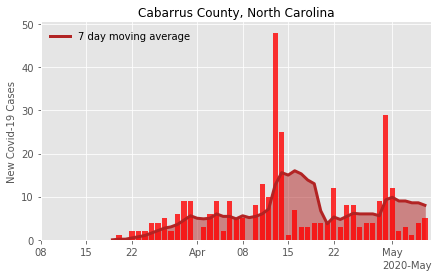 Cabarrus County, North Carolina
7 day moving average
New Covid-19 Cases
50
40
30
20
10
0
08 15 22 Apr 08 15 22 May
2020-May